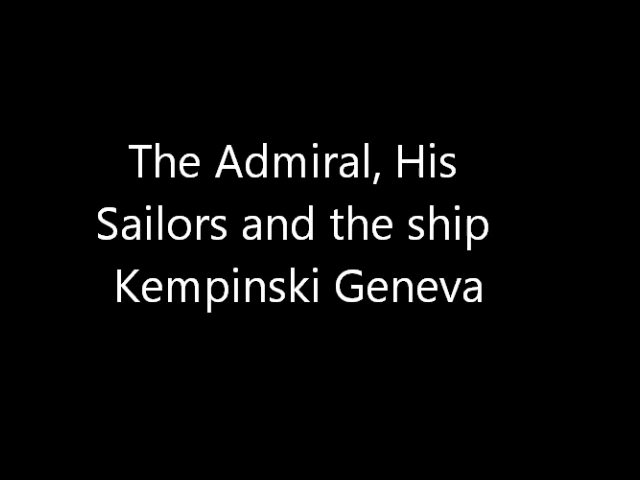 The Admiral, His
Sailors and the ship
Kempinski Geneva